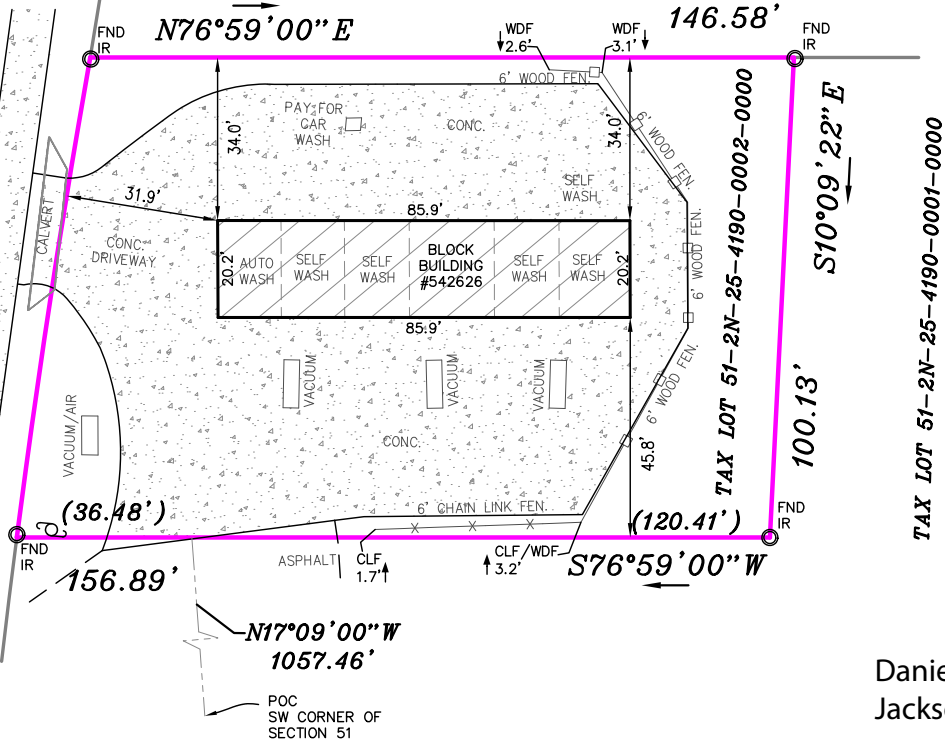 FND
IR
N76°59'00" E
WDF
2.6'
3.1'
WDF
146.58'
FND
IR
6' WOOD FEN.
6' WOOD FEN.
PAY FOR
CAR
WASH
CONC.
34.0'
34.0'
SELF
WASH
31.9'
85.9'
CALVERT
CONC.
DRIVEWAY
20.2'
AUTO
WASH
SELF
WASH
SELF
WASH
BLOCK
BUILDING
#542626
SELF
WASH
SELF
WASH
20.2'
6' WOOD FEN.
85.9'
VACUUM
VACUUM
VACUUM
6' WOOD FEN.
VACUUM/AIR
CONC.
45.8'
TAX LOT 51-2N-25-4190-0002-0000
S10°09'22" E
100.13'
TAX LOT 51-2N-25-4190-0001-0000
(36.48')
6' CHAIN LINK FEN.
(120.41')
FND
IR
FND
IR
156.89'
ASPHALT
CLF
1.7'
CLF/WDF
3.2'
S76°59'00" W
N17°09'00" W
1057.46'
POC
SW CORNER OF
SECTION 51
Danie
Jacks